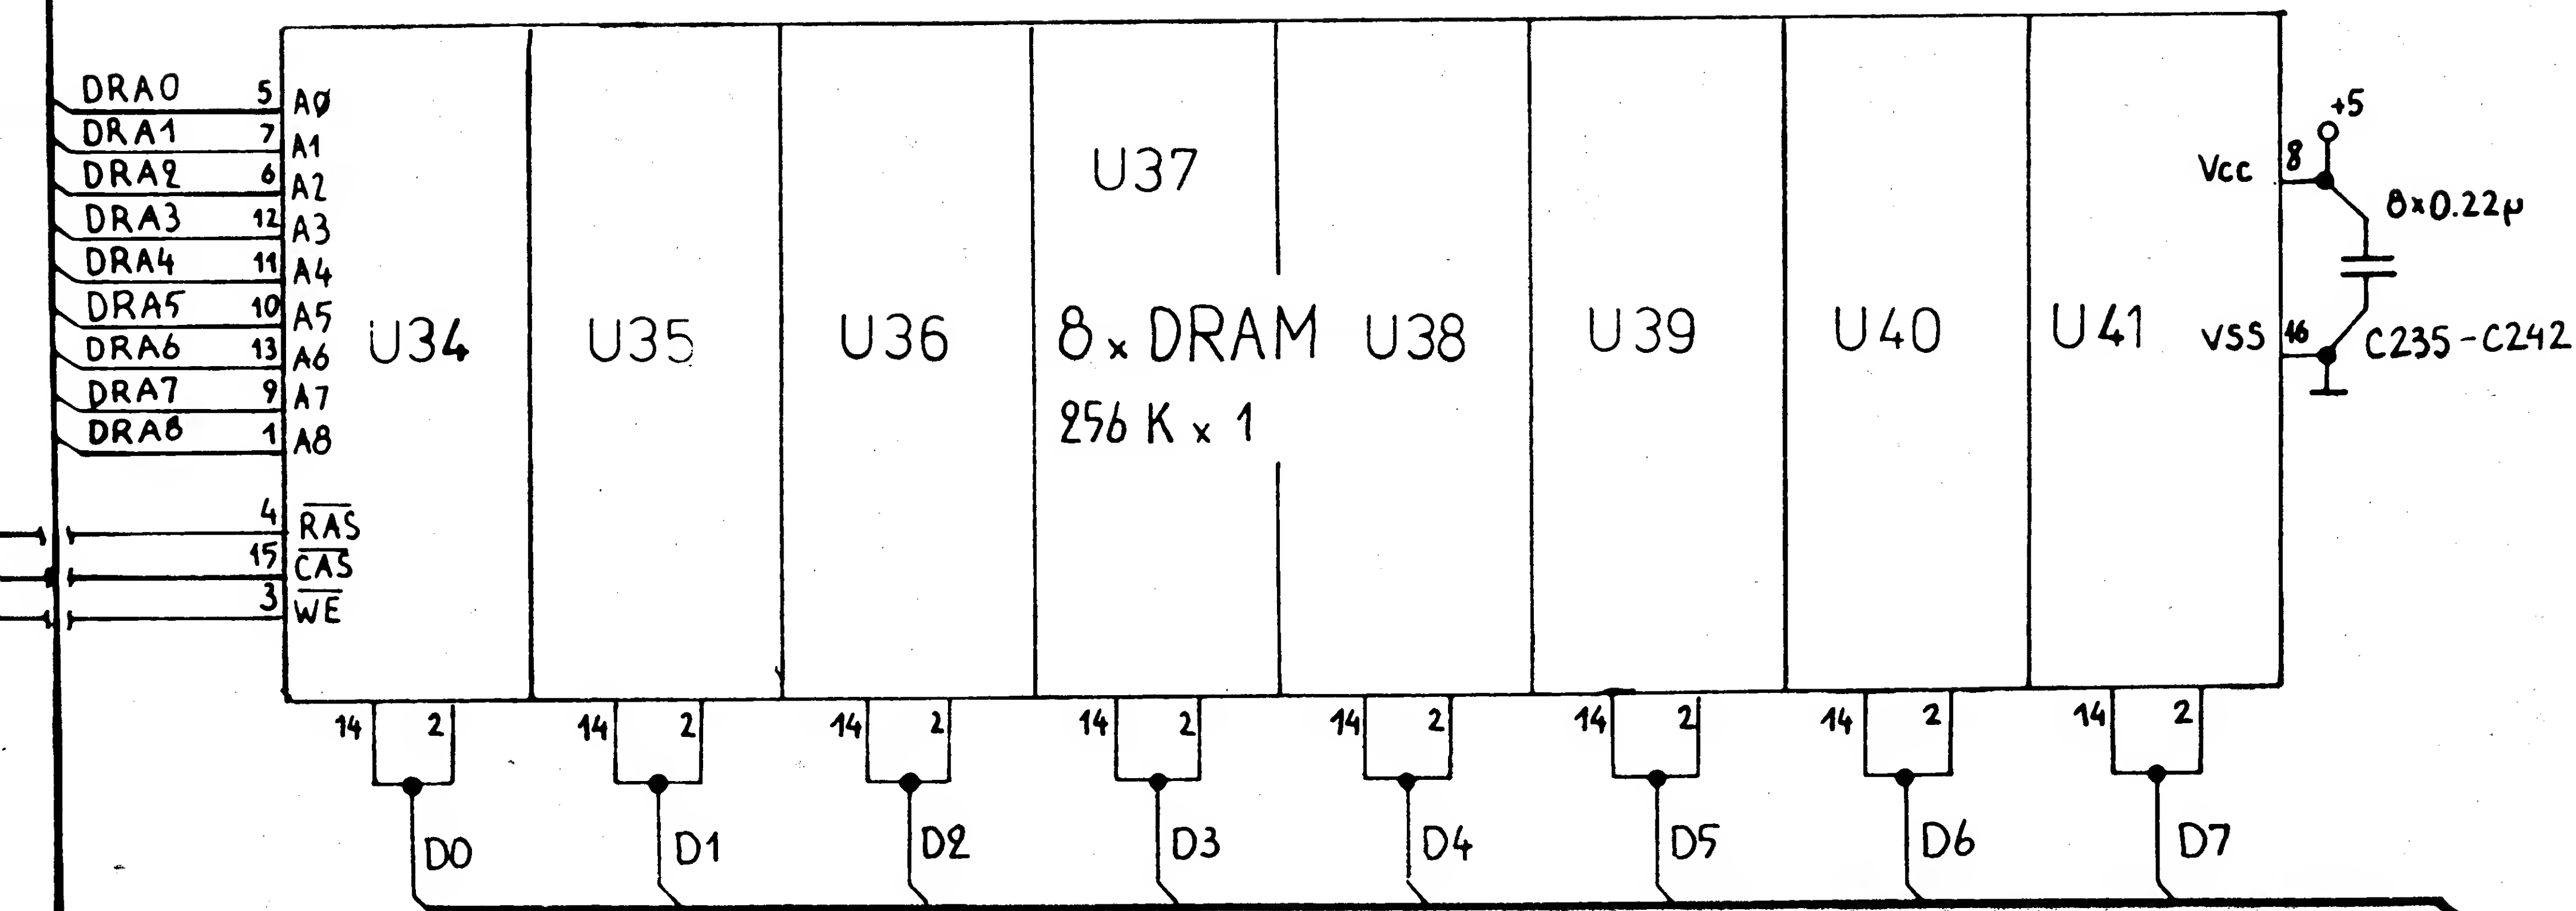 DRA0 5 AØ
DRA1 7 A1
DRA2 6 A2
DRA3 12 A3
DRA4 11 A4
DRA5 10 A5
DRA6 13 A6
DRA7 9 A7
DRA8 1 A8
4 RAS
15 CAS
3 WE
U34
U35
U36
U37
8 x DRAM
256 K x 1
U38
U39
U40
U41
+5
Vcc 8
8x0.22µ
VSS 16
C235-C242
14 2
14 2
14 2
14 2
14 2
14 2
14 2
14 2
D0
D1
D2
D3
D4
D5
D6
D7